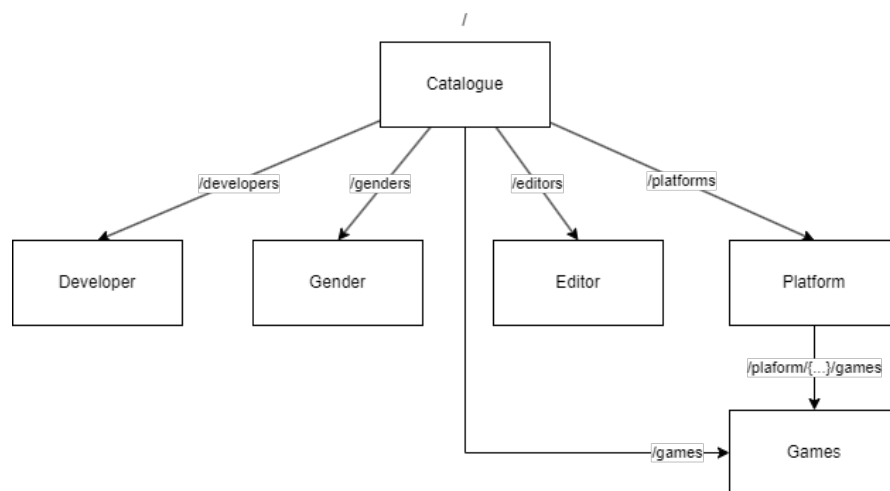 /
Catalogue
/developers
/genders
/editors
/platforms
Developer
Gender
Editor
Platform
/plaform/{...}/games
/games
Games